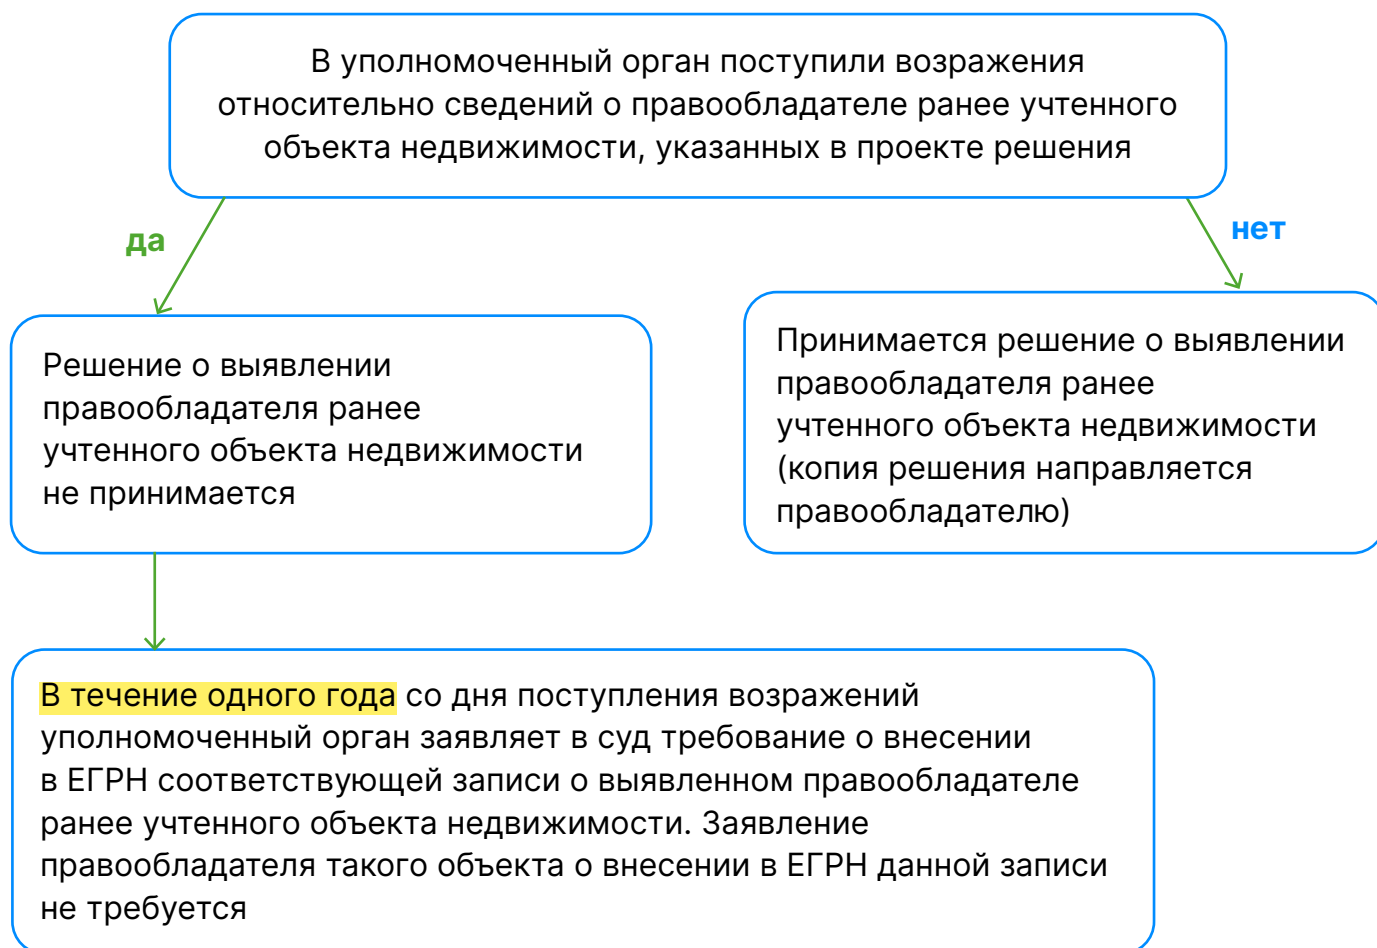 В уполномоченный орган поступили возражения
относительно сведений о правообладателе ранее учтенного
объекта недвижимости, указанных в проекте решения
да
нет
Решение о выявлении
правообладателя ранее
учтенного объекта недвижимости
не принимается
Принимается решение о выявлении
правообладателя ранее
учтенного объекта недвижимости
(копия решения направляется
правообладателю)
В течение одного года со дня поступления возражений
уполномоченный орган заявляет в суд требование о внесении
в ЕГРН соответствующей записи о выявленном правообладателе
ранее учтенного объекта недвижимости. Заявление
правообладателя такого объекта о внесении в ЕГРН данной записи
не требуется